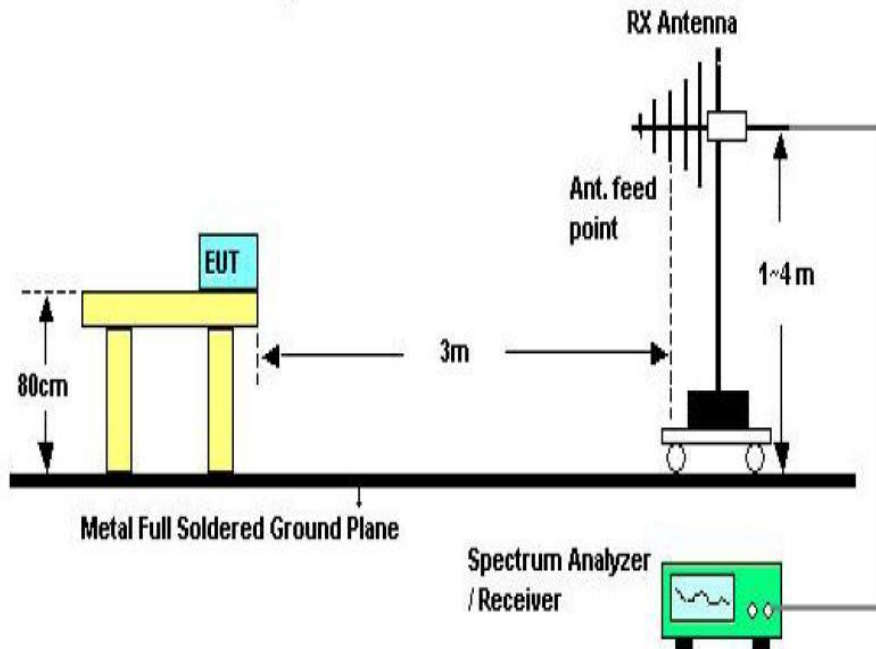 RX Antenna
Ant. feed
point
EUT
1~4 m
3m
80cm
Metal Full Soldered Ground Plane
Spectrum Analyzer
/ Receiver